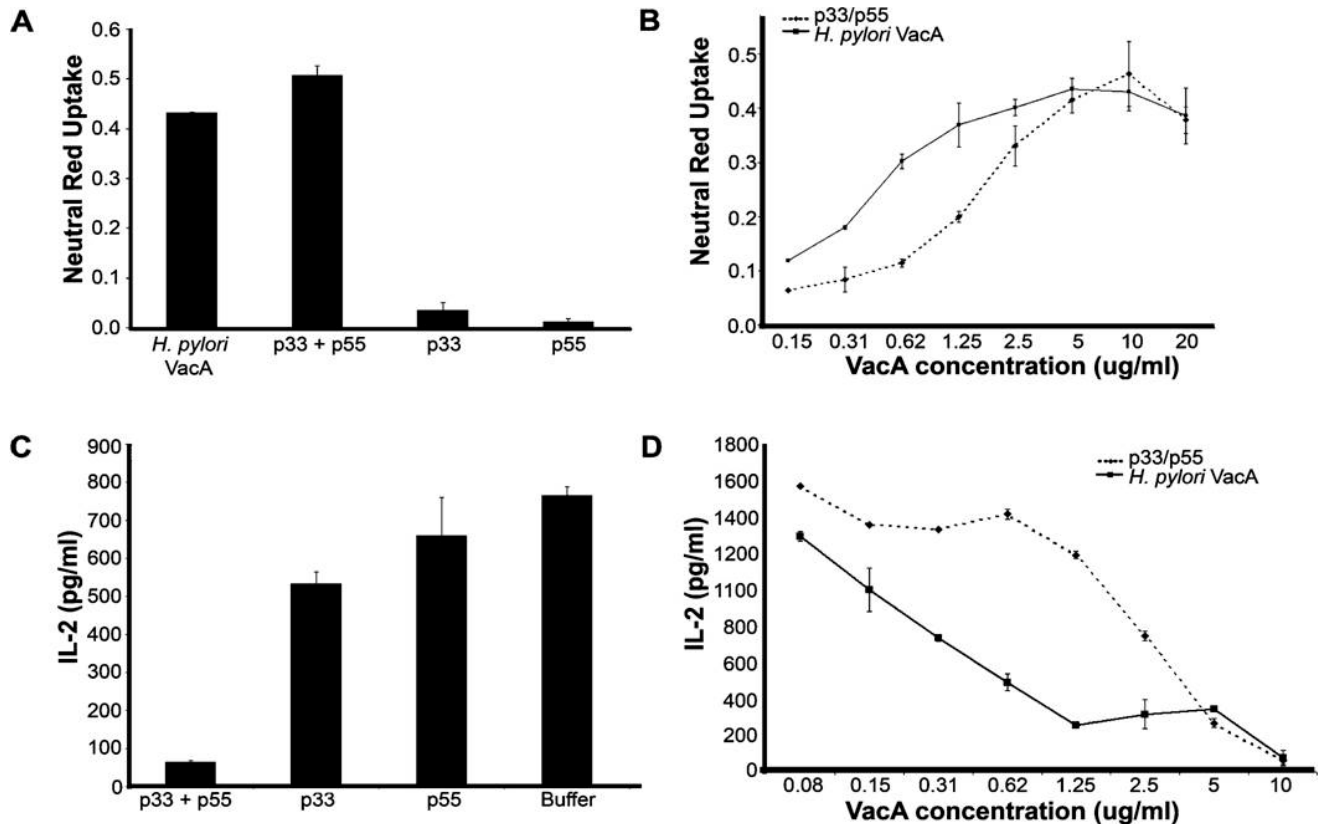 A
Neutral Red Uptake
0.6
0.5
0.4
0.3
0.2
0.1
0.0
H. pylori
VacA
p33 + p55
p33
p55
B
p33/p55
H. pylori VacA
Neutral Red Uptake
0.5
0.4
0.3
0.2
0.1
0.0
0.15 0.31 0.62 1.25 2.5 5 10 20
VacA concentration (ug/ml)
C
IL-2 (pg/ml)
900
800
700
600
500
400
300
200
100
0
p33 + p55 p33 p55 Buffer
D
p33/p55
H. pylori VacA
IL-2 (pg/ml)
1800
1600
1400
1200
1100
800
600
400
200
0
0.08 0.15 0.31 0.62 1.25 2.5 5 10
VacA concentration (ug/ml)